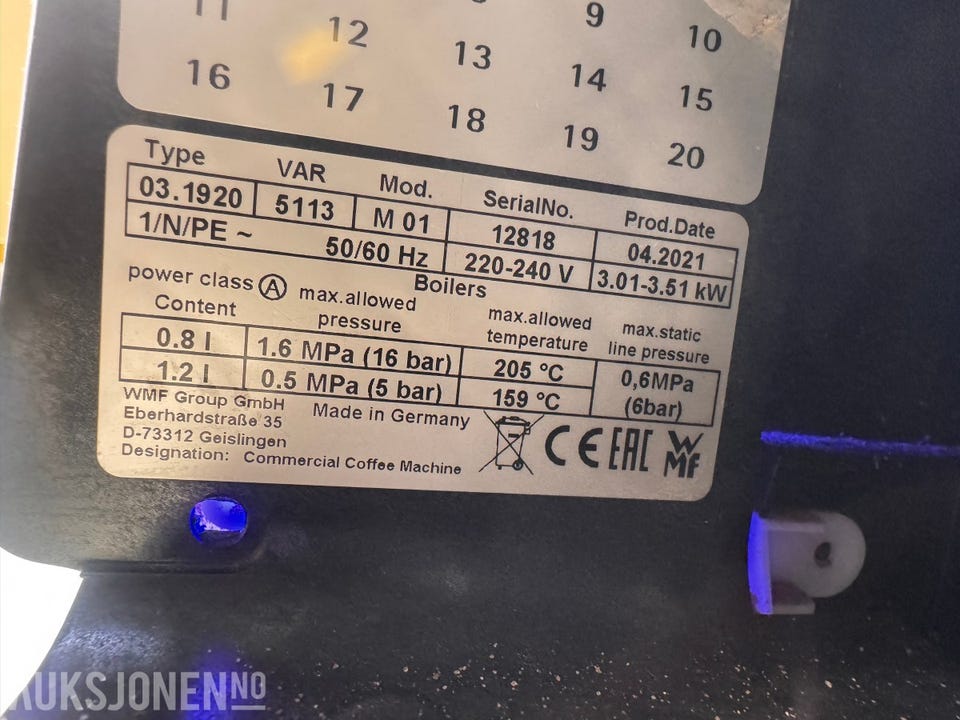 9 10
11 12 13 14 15
16 17 18 19 20
Type VAR Mod. SerialNo. Prod.Date
03.1920 5113 M 01 12818 04.2021
1/N/PE ~ 50/60 Hz 220-240 V 3.01-3.51 kW
power class A Boilers
Content max.allowed pressure max.allowed temperature max.static line pressure
0.8 l 1.6 MPa (16 bar) 205 °C 0,6MPa (6bar)
1.2 l 0.5 MPa (5 bar) 159 °C
WMF Group GmbH Made in Germany
Eberhardstraße 35
D-73312 Geislingen
Designation: Commercial Coffee Machine
CE EAC WMF
AUKSJONEN.NO